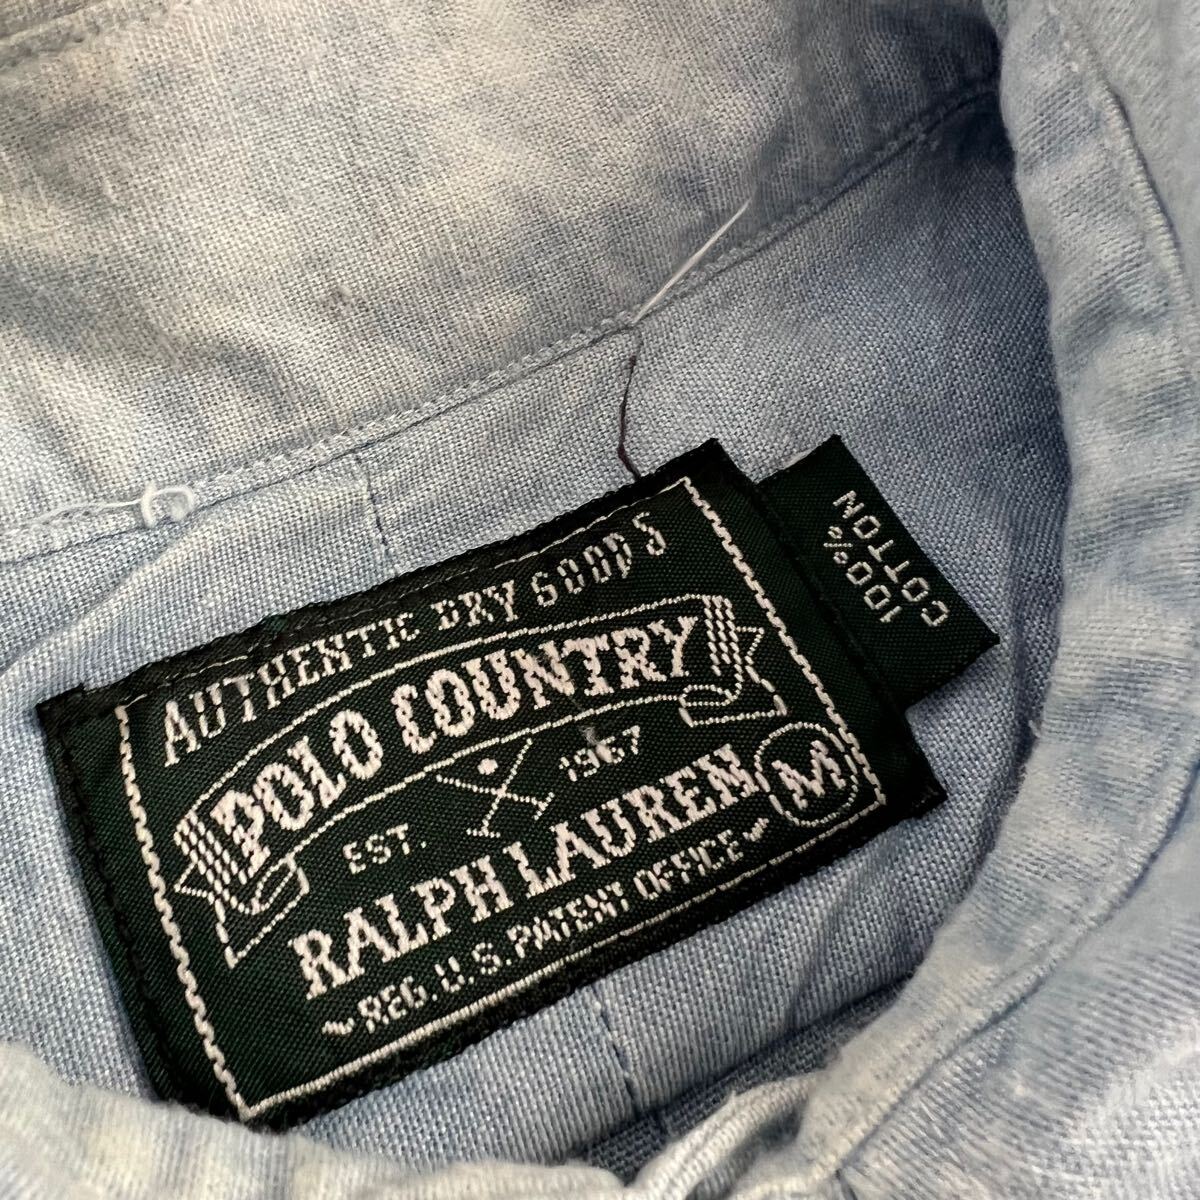 AUTHENTIC DRY GOODS
POLO COUNTRY
EST. 1967
RALPH LAUREN M
~REG. U.S. PATENT OFFICE~
100%
COTTON